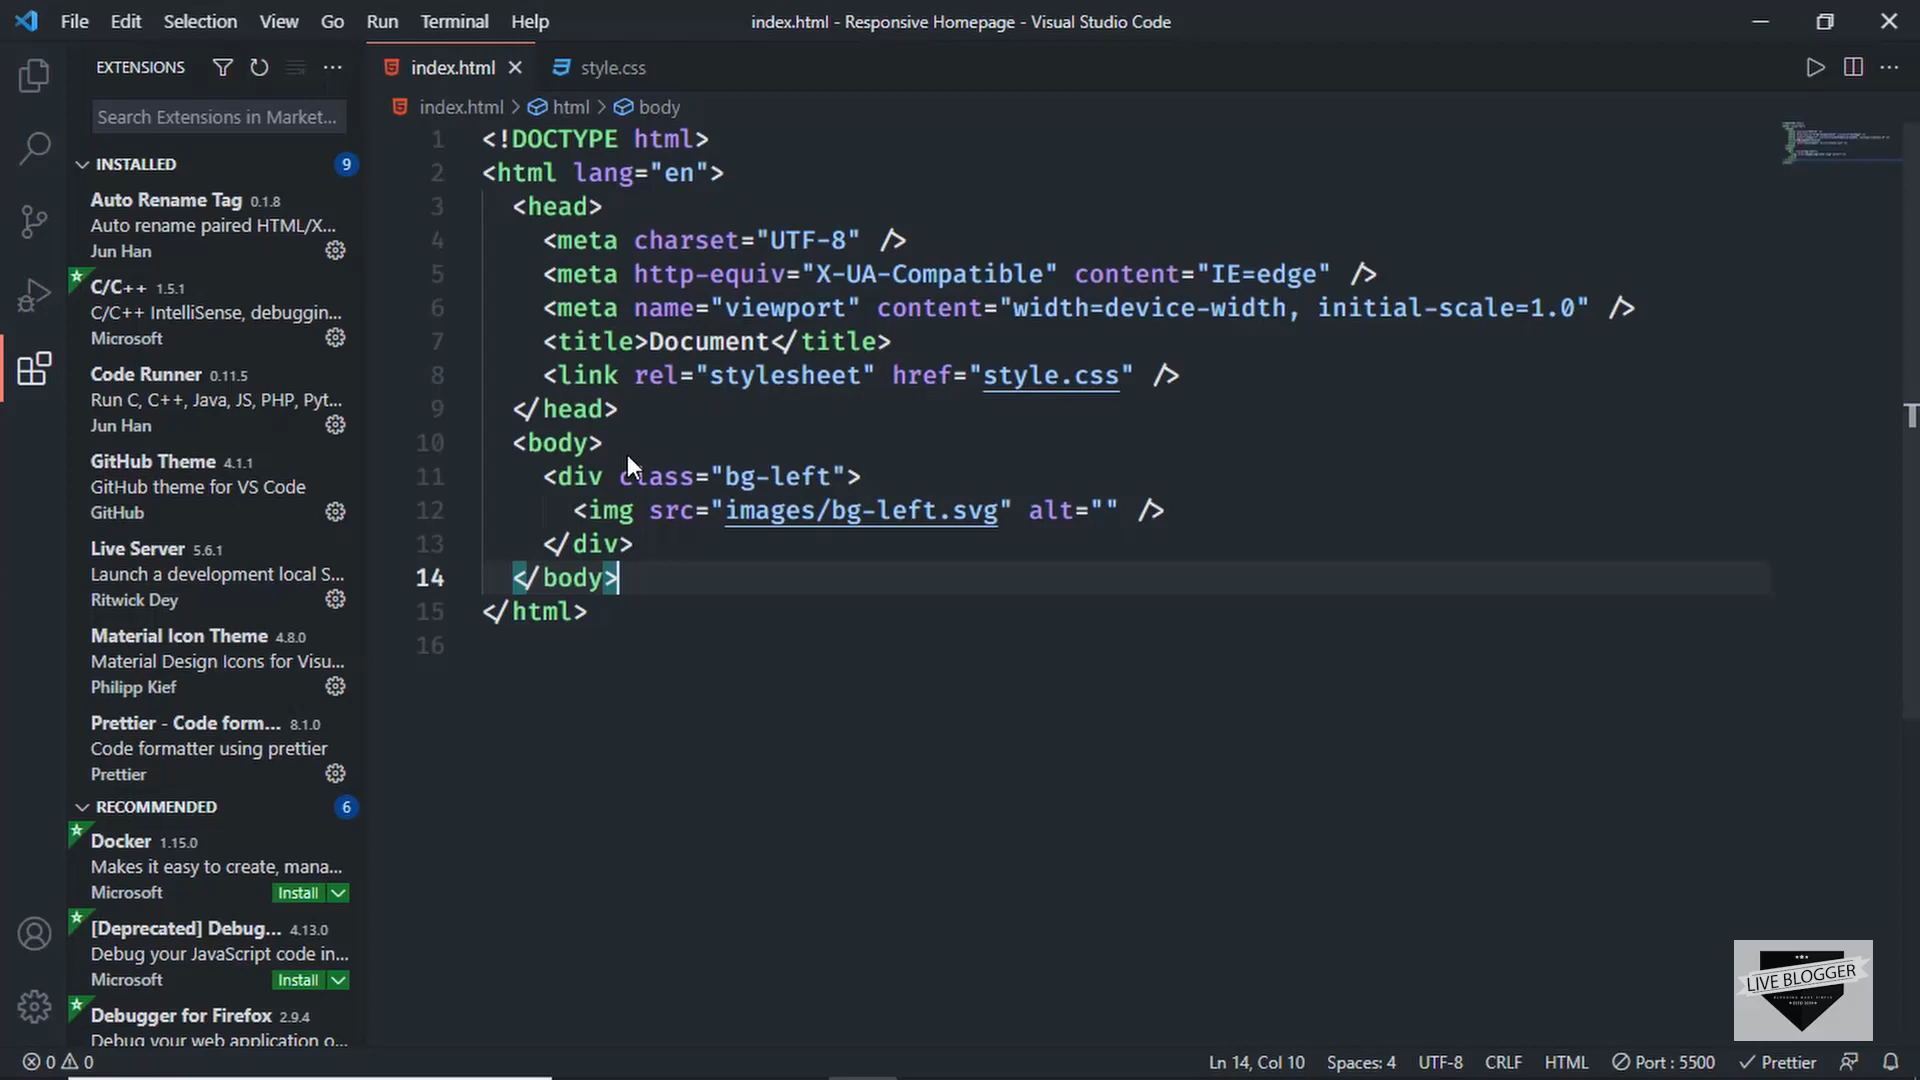 File Edit Selection View Go Run Terminal Help
index.html - Responsive Homepage - Visual Studio Code
EXTENSIONS
Search Extensions in Market...
INSTALLED 9
Auto Rename Tag 0.1.8
Auto rename paired HTML/X...
Jun Han
C/C++ 1.5.1
C/C++ IntelliSense, debuggin...
Microsoft
Code Runner 0.11.5
Run C, C++, Java, JS, PHP, Pyt...
Jun Han
GitHub Theme 4.1.1
GitHub theme for VS Code
GitHub
Live Server 5.6.1
Launch a development local S...
Ritwick Dey
Material Icon Theme 4.8.0
Material Design Icons for Visu...
Philipp Kief
Prettier - Code form... 8.1.0
Code formatter using prettier
Prettier
RECOMMENDED 6
Docker 1.15.0
Makes it easy to create, mana...
Microsoft Install
[Deprecated] Debug... 4.13.0
Debug your JavaScript code in...
Microsoft Install
Debugger for Firefox 2.9.4
Debug your web application o...
index.html style.css
index.html > html > body
1 <!DOCTYPE html>
2 <html lang="en">
3 <head>
4 <meta charset="UTF-8" />
5 <meta http-equiv="X-UA-Compatible" content="IE=edge" />
6 <meta name="viewport" content="width=device-width, initial-scale=1.0" />
7 <title>Document</title>
8 <link rel="stylesheet" href="style.css" />
9 </head>
10 <body>
11 <div class="bg-left">
12 <img src="images/bg-left.svg" alt="" />
13 </div>
14 </body>
15 </html>
16
LIVE BLOGGER
0 0
Ln 14, Col 10 Spaces: 4 UTF-8 CRLF HTML Port : 5500 Prettier